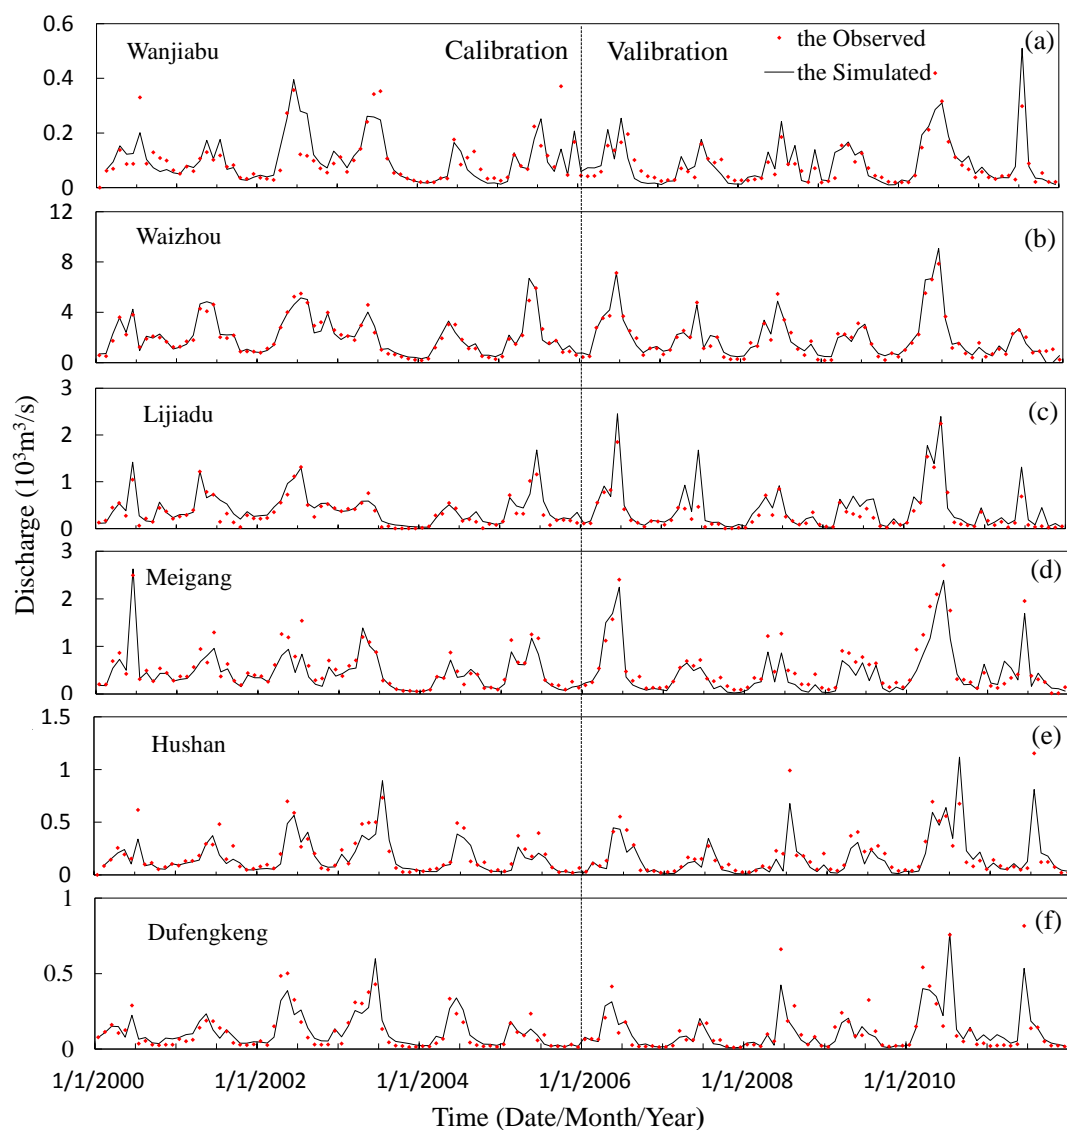 0.6
0.4
0.2
0
Wanjiabu
Calibration
Valibration
the Observed
the Simulated
(a)
12
8
4
0
Waizhou
(b)
3
2
1
0
Lijiadu
(c)
3
2
1
0
Meigang
(d)
1.5
1
0.5
0
Hushan
(e)
1
0.5
0
Dufengkeng
(f)
Discharge (10³m³/s)
1/1/2000 1/1/2002 1/1/2004 1/1/2006 1/1/2008 1/1/2010
Time (Date/Month/Year)